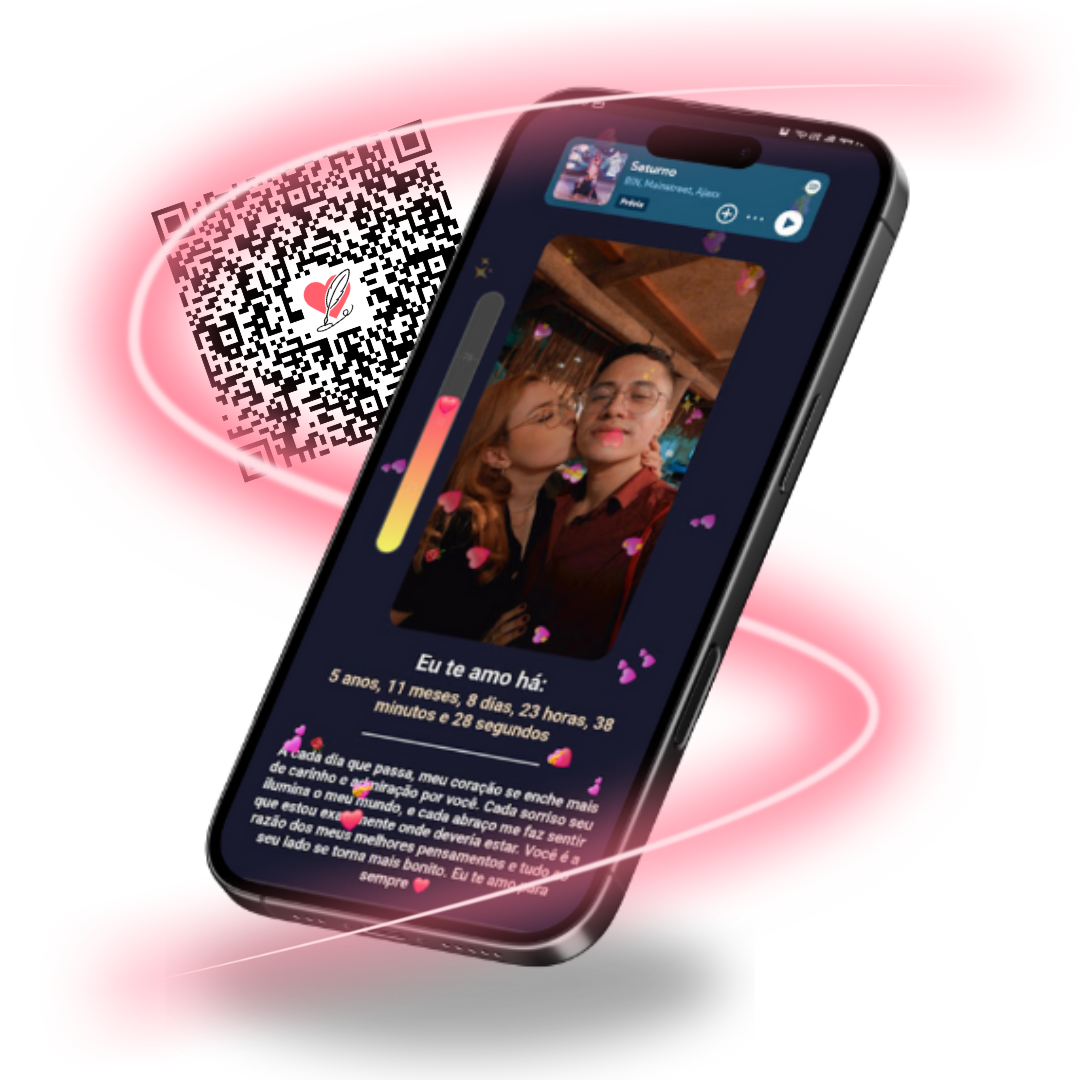 Saturno
BIN, Mainstreet, Ajaxx
Prévia
Eu te amo há:
5 anos, 11 meses, 8 dias, 23 horas, 38
minutos e 28 segundos
A cada dia que passa, meu coração se enche mais
de carinho e admiração por você. Cada sorriso seu
ilumina o meu mundo, e cada abraço me faz sentir
que estou exatamente onde deveria estar. Você é a
razão dos meus melhores pensamentos e tudo ao
seu lado se torna mais bonito. Eu te amo para
sempre ❤️